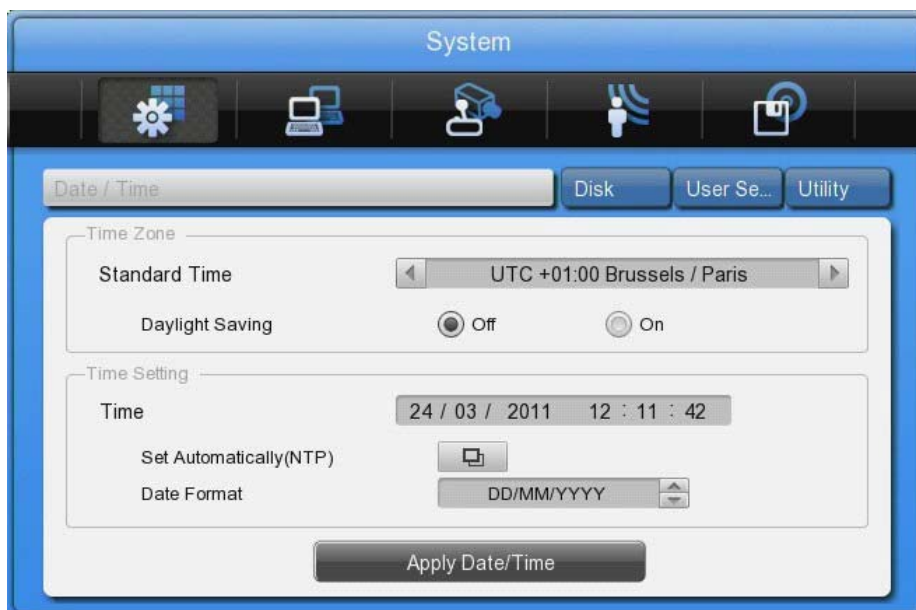 System
Date / Time Disk User Se... Utility
Time Zone
Standard Time UTC +01:00 Brussels / Paris
Daylight Saving Off On
Time Setting
Time 24 / 03 / 2011 12 : 11 : 42
Set Automatically(NTP)
Date Format DD/MM/YYYY
Apply Date/Time